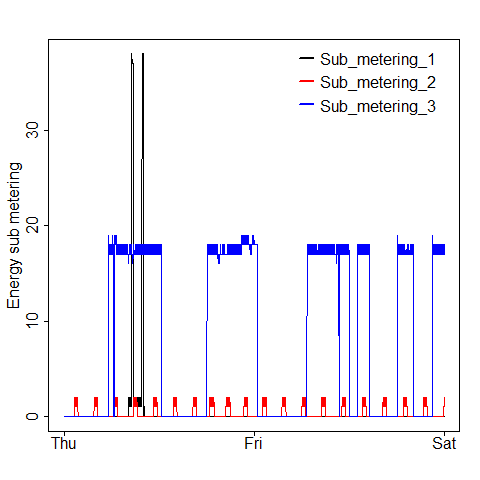 Sub_metering_1
Sub_metering_2
Sub_metering_3
Energy sub metering
30
20
10
0
Thu Fri Sat